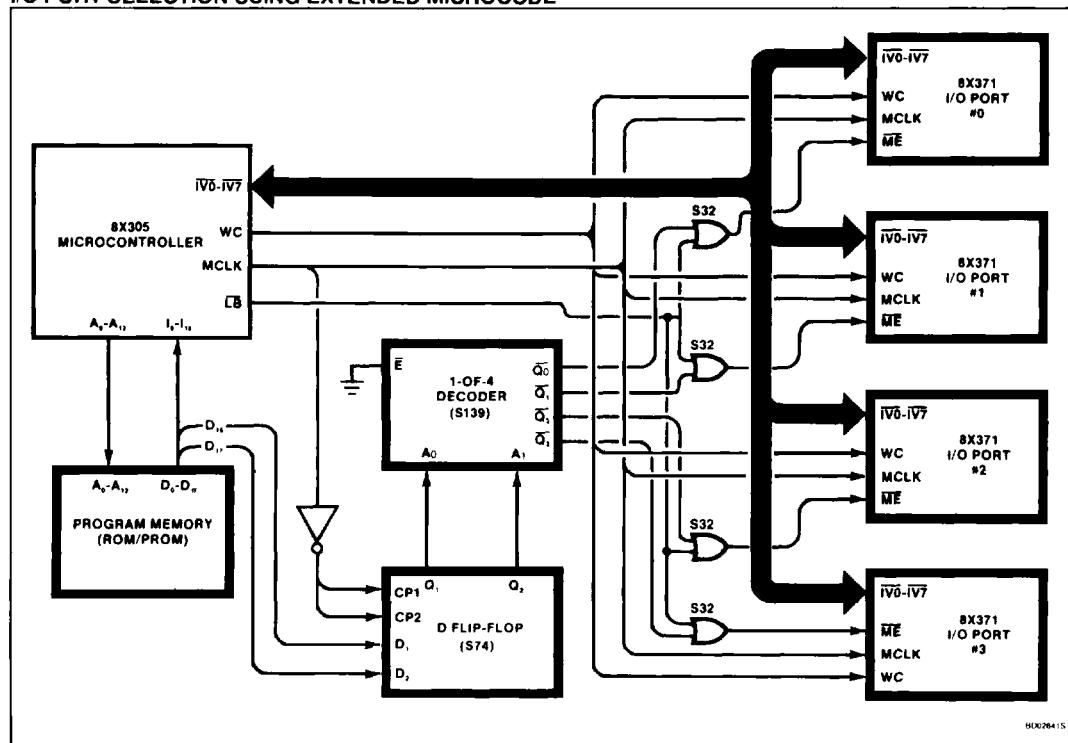 I/O PORT SELECTION USING EXTENDED MICROCODE
8X305
MICROCONTROLLER
IV0-IV7
WC
MCLK
LB
A0-A12
I0-I15
A0-A12
D0-D17
PROGRAM MEMORY
(ROM/PROM)
D16
D17
E
1-OF-4
DECODER
(S139)
Q0
Q1
Q3
Q2
A0
A1
CP1
CP2
D1
D2
Q1
Q2
D FLIP-FLOP
(S74)
S32
S32
S32
S32
IV0-IV7
WC
MCLK
ME
8X371
I/O PORT
#0
IV0-IV7
WC
MCLK
ME
8X371
I/O PORT
#1
IV0-IV7
WC
MCLK
ME
8X371
I/O PORT
#2
IV0-IV7
ME
MCLK
WC
8X371
I/O PORT
#3
BD02641S